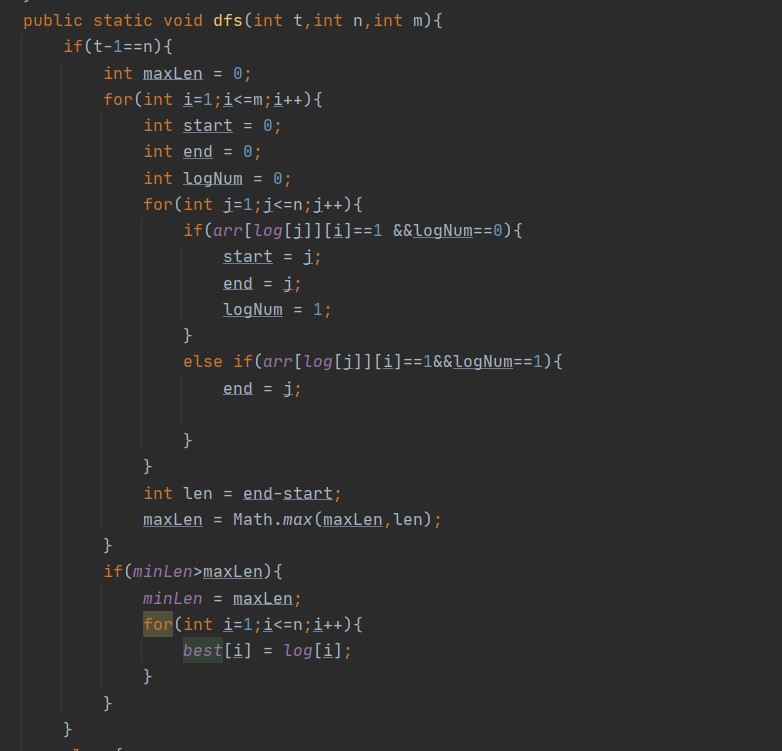 public static void dfs(int t,int n,int m){
if(t-1==n){
int maxLen = 0;
for(int i=1;i<=m;i++){
int start = 0;
int end = 0;
int logNum = 0;
for(int j=1;j<=n;j++){
if(arr[log[j]][i]==1 &&logNum==0){
start = j;
end = j;
logNum = 1;
}
else if(arr[log[j]][i]==1&&logNum==1){
end = j;
}
}
int len = end-start;
maxLen = Math.max(maxLen,len);
}
if(minLen>maxLen){
minLen = maxLen;
for(int i=1;i<=n;i++){
best[i] = log[i];
}
}
}